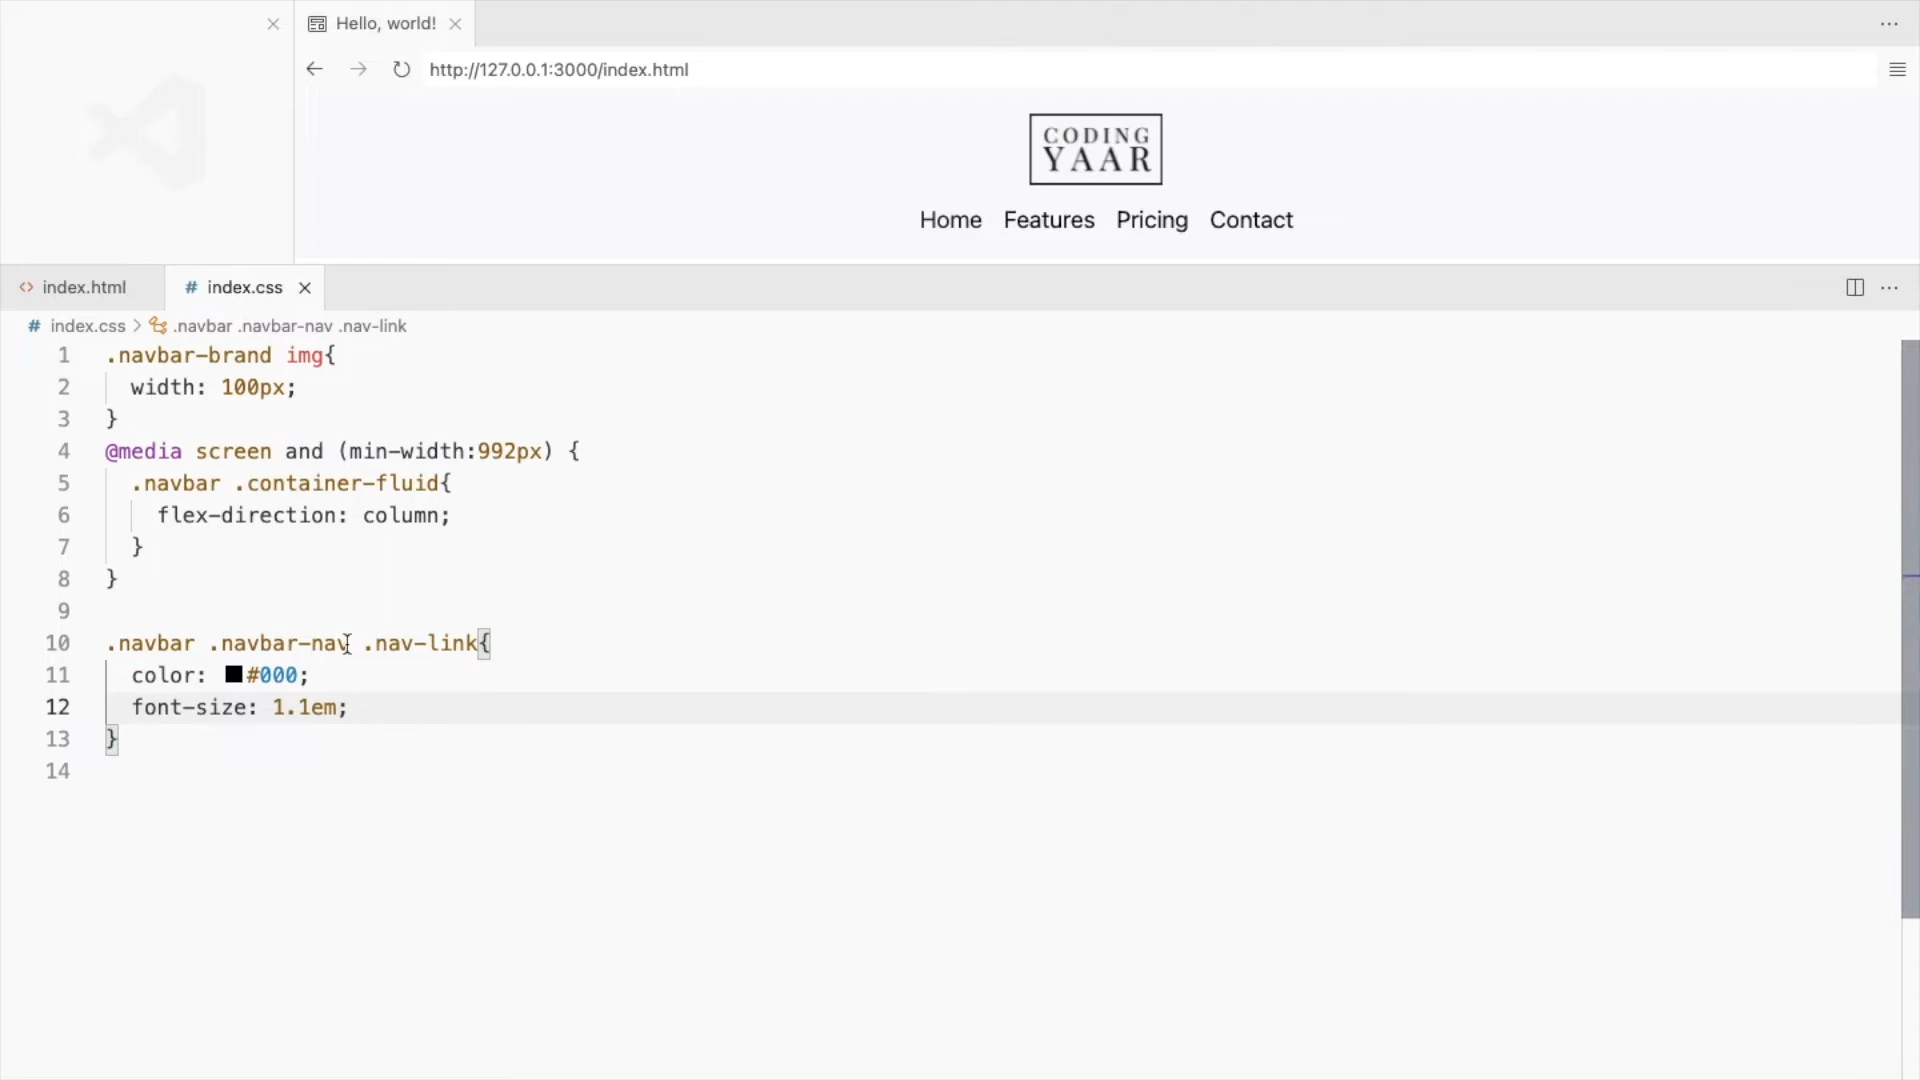 Hello, world!
http://127.0.0.1:3000/index.html
CODING
YAAR
Home Features Pricing Contact
index.html # index.css
# index.css > .navbar .navbar-nav .nav-link
1 .navbar-brand img{
2 width: 100px;
3 }
4 @media screen and (min-width:992px) {
5 .navbar .container-fluid{
6 flex-direction: column;
7 }
8 }
9
10 .navbar .navbar-nav .nav-link{
11 color: #000;
12 font-size: 1.1em;
13 }
14